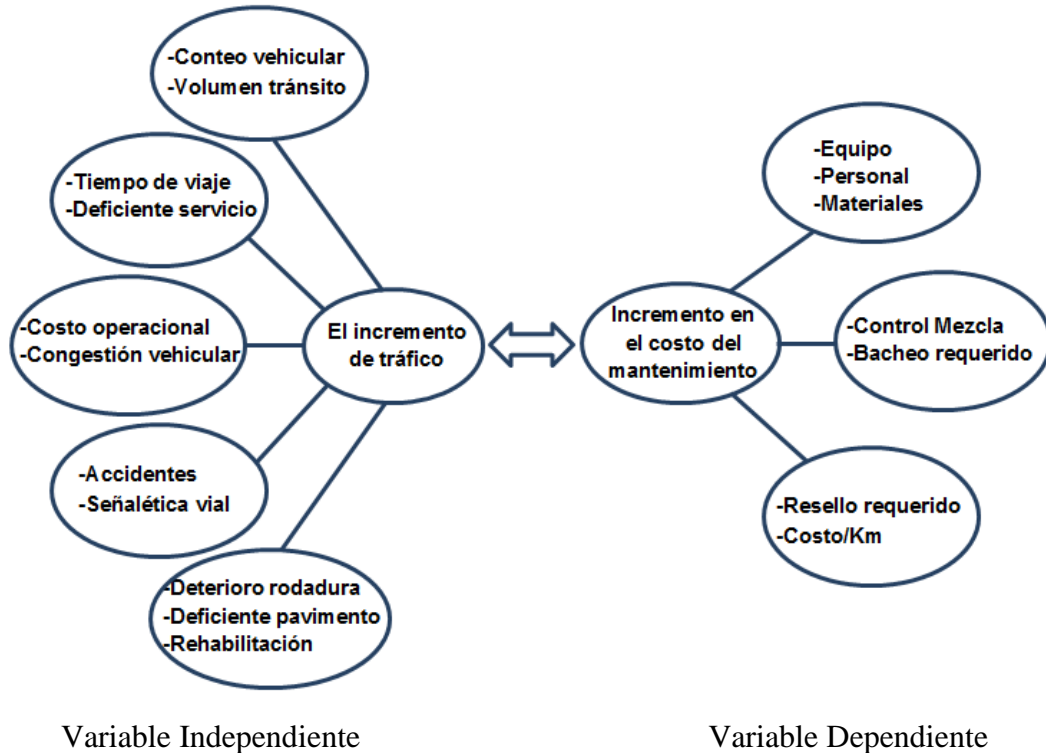 -Conteo vehicular
-Volumen tránsito
-Tiempo de viaje
-Deficiente servicio
-Costo operacional
-Congestión vehicular
-Accidentes
-Señalética vial
-Deterioro rodadura
-Deficiente pavimento
-Rehabilitación
El incremento
de tráfico
Incremento en
el costo del
mantenimiento
-Equipo
-Personal
-Materiales
-Control Mezcla
-Bacheo requerido
-Resello requerido
-Costo/Km
Variable Independiente
Variable Dependiente